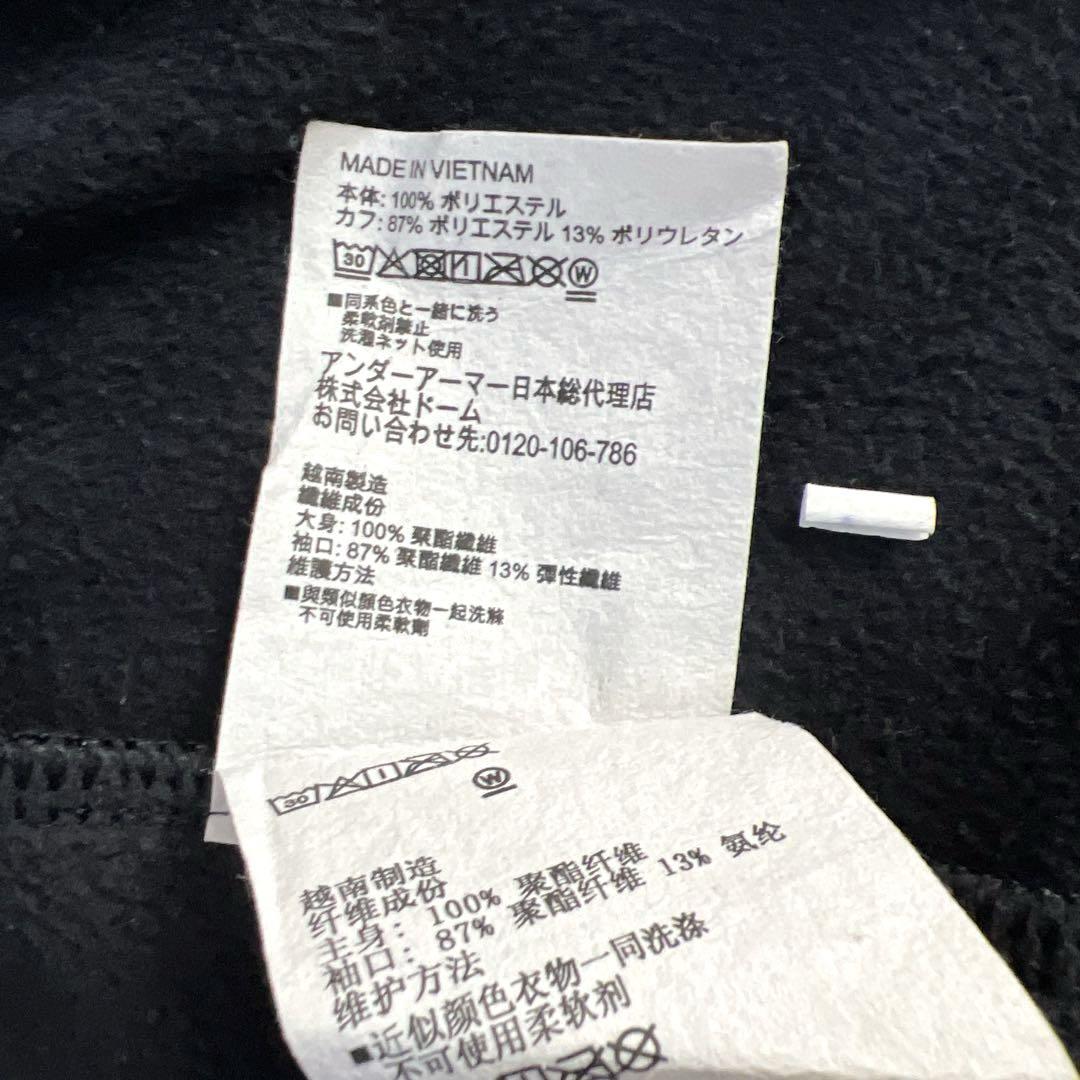 MADE IN VIETNAM
本体: 100% ポリエステル
カフ: 87% ポリエステル 13% ポリウレタン
30 W
■同系色と一緒に洗う
柔軟剤禁止
洗濯ネット使用
アンダーアーマー日本総代理店
株式会社ドーム
お問い合わせ先:0120-106-786
越南製造
纖維成份
大身: 100% 聚酯纖維
袖口: 87% 聚酯纖維 13% 彈性纖維
維護方法
■與類似顏色衣物一起洗滌
不可使用柔軟劑
30 W
越南制造
纤维成份
主身: 100% 聚酯纤维
袖口: 87% 聚酯纤维 13% 氨纶
维护方法
■近似颜色衣物一同洗涤
不可使用柔软剂